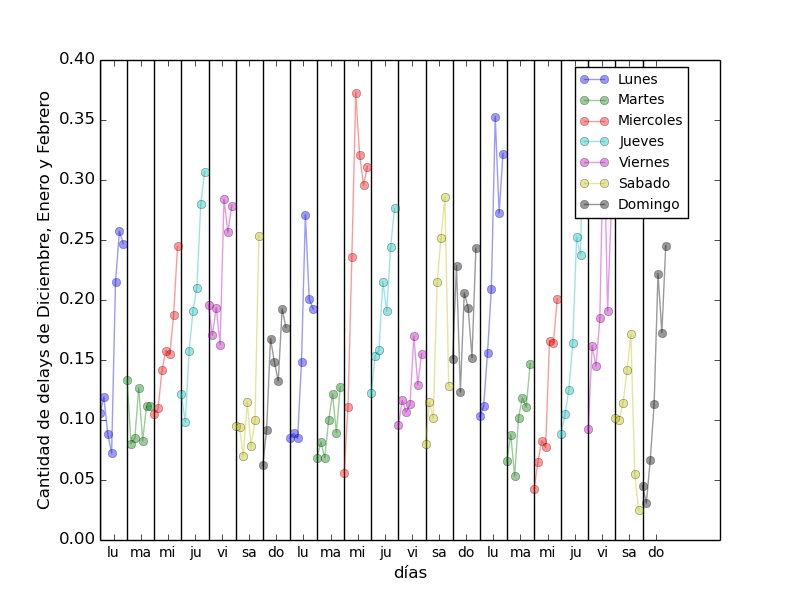 Cantidad de delays de Diciembre, Enero y Febrero
0.40
0.35
0.30
0.25
0.20
0.15
0.10
0.05
0.00
Lunes
Martes
Miercoles
Jueves
Viernes
Sabado
Domingo
lu ma mi ju vi sa do lu ma mi ju vi sa do lu ma mi ju vi sa do
días